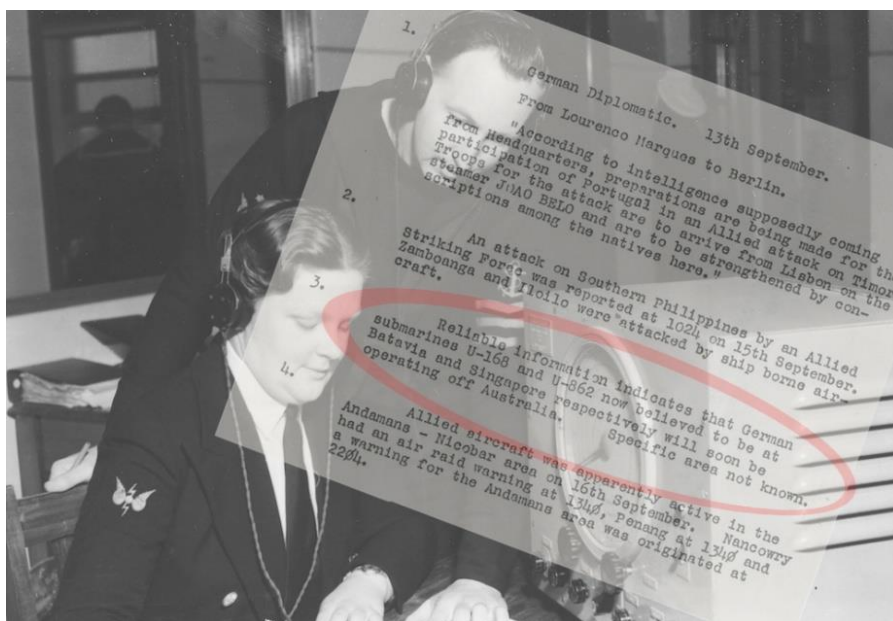 1.
German Diplomatic. 13th September.
From Lourenco Marques to Berlin.
"According to intelligence supposedly coming
from Headquarters, preparations are being made for the
participation of Portugal in an Allied attack on Timor.
Troops for the attack are to arrive from Lisbon on the
steamer JOAO BELO and are to be strengthened by con-
scriptions among the natives here."
2.
An attack on Southern Philippines by an Allied
Striking Force was reported at 1024 on 15th September.
Zamboanga and Iloilo were attacked by ship borne air-
craft.
3.
Reliable information indicates that German
submarines U-168 and U-862 now believed to be at
Batavia and Singapore respectively will soon be
operating off Australia. Specific area not known.
4.
Allied aircraft was apparently active in the
Andamans - Nicobar area on 16th September. Nancowry
had an air raid warning at 1340, Penang at 1340 and
a warning for the Andamans area was originated at
2204.